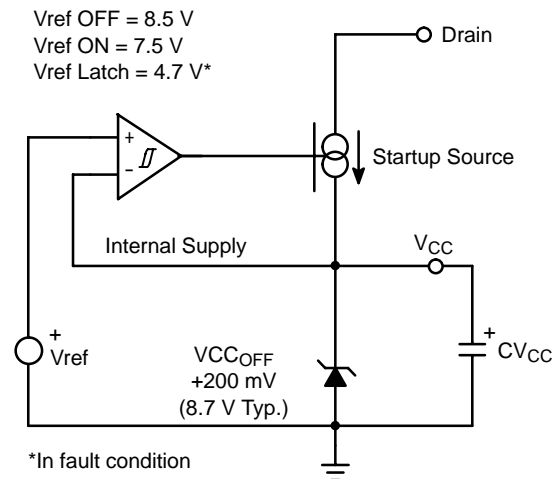 Vref OFF = 8.5 V
Vref ON = 7.5 V
Vref Latch = 4.7 V*
Drain
+
-
Startup Source
Internal Supply
VCC
+
Vref
VCCOFF
+200 mV
(8.7 V Typ.)
+
CVCC
*In fault condition